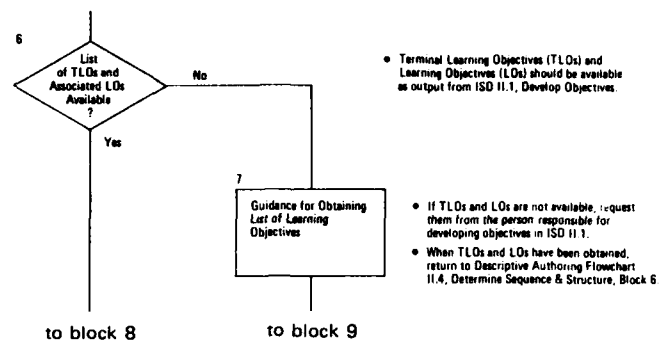 6
List
of TLOs and
Associated LOs
Available
?
No
Yes
• Terminal Learning Objectives (TLOs) and
Learning Objectives (LOs) should be available
as output from ISD II.1, Develop Objectives.
7
Guidance for Obtaining
List of Learning
Objectives
• If TLOs and LOs are not available, request
them from the person responsible for
developing objectives in ISD II.1.
• When TLOs and LOs have been obtained,
return to Descriptive Authoring Flowchart
II.4, Determine Sequence & Structure, Block 6.
to block 8
to block 9